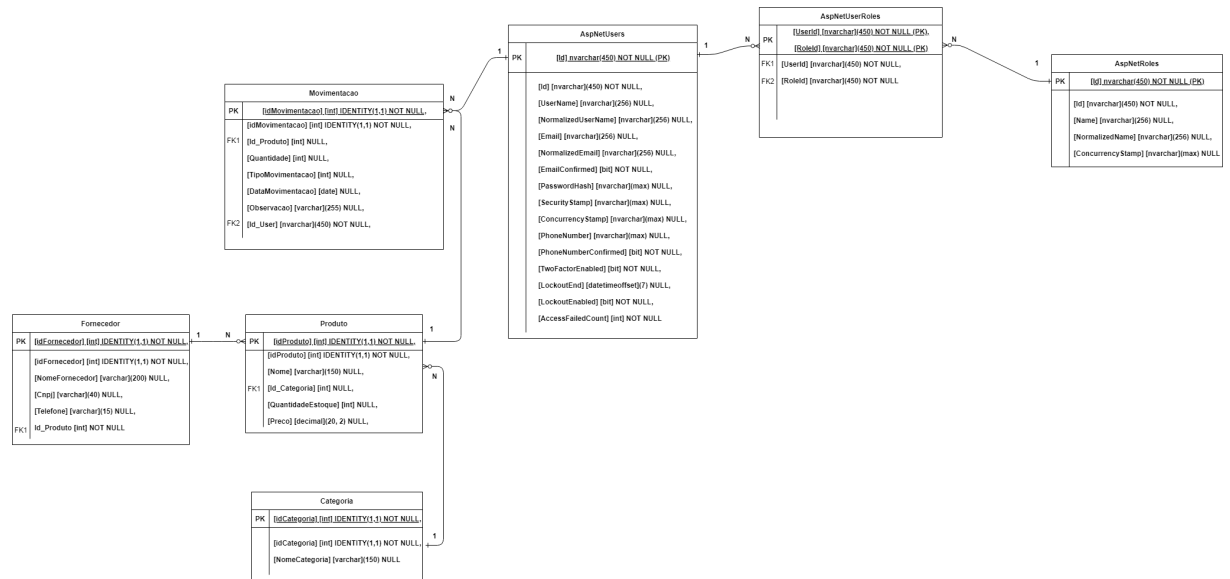 AspNetUserRoles
PK
[UserId] [nvarchar](450) NOT NULL (PK),
[RoleId] [nvarchar](450) NOT NULL (PK)
FK1
[UserId] [nvarchar](450) NOT NULL,
FK2
[RoleId] [nvarchar](450) NOT NULL
N
N
AspNetUsers
PK
[Id] nvarchar(450) NOT NULL (PK)
[Id] [nvarchar](450) NOT NULL,
[UserName] [nvarchar](256) NULL,
[NormalizedUserName] [nvarchar](256) NULL,
[Email] [nvarchar](256) NULL,
[NormalizedEmail] [nvarchar](256) NULL,
[EmailConfirmed] [bit] NOT NULL,
[PasswordHash] [nvarchar](max) NULL,
[SecurityStamp] [nvarchar](max) NULL,
[ConcurrencyStamp] [nvarchar](max) NULL,
[PhoneNumber] [nvarchar](max) NULL,
[PhoneNumberConfirmed] [bit] NOT NULL,
[TwoFactorEnabled] [bit] NOT NULL,
[LockoutEnd] [datetimeoffset](7) NULL,
[LockoutEnabled] [bit] NOT NULL,
[AccessFailedCount] [int] NOT NULL
1
1
AspNetRoles
PK
[Id] nvarchar(450) NOT NULL (PK)
[Id] [nvarchar](450) NOT NULL,
[Name] [nvarchar](256) NULL,
[NormalizedName] [nvarchar](256) NULL,
[ConcurrencyStamp] [nvarchar](max) NULL
1
Movimentacao
PK
[idMovimentacao] [int] IDENTITY(1,1) NOT NULL,
[idMovimentacao] [int] IDENTITY(1,1) NOT NULL,
FK1
[Id_Produto] [int] NULL,
[Quantidade] [int] NULL,
[TipoMovimentacao] [int] NULL,
[DataMovimentacao] [date] NULL,
[Observacao] [varchar](255) NULL,
FK2
[Id_User] [nvarchar](450) NOT NULL,
N
N
Fornecedor
PK
[idFornecedor] [int] IDENTITY(1,1) NOT NULL,
[idFornecedor] [int] IDENTITY(1,1) NOT NULL,
[NomeFornecedor] [varchar](200) NULL,
[Cnpj] [varchar](40) NULL,
[Telefone] [varchar](15) NULL,
FK1
Id_Produto [int] NOT NULL
1
N
Produto
PK
[idProduto] [int] IDENTITY(1,1) NOT NULL,
[idProduto] [int] IDENTITY(1,1) NOT NULL,
[Nome] [varchar](150) NULL,
FK1
[Id_Categoria] [int] NULL,
[QuantidadeEstoque] [int] NULL,
[Preco] [decimal](20, 2) NULL,
1
N
Categoria
PK
[idCategoria] [int] IDENTITY(1,1) NOT NULL,
[idCategoria] [int] IDENTITY(1,1) NOT NULL,
[NomeCategoria] [varchar](150) NULL
1